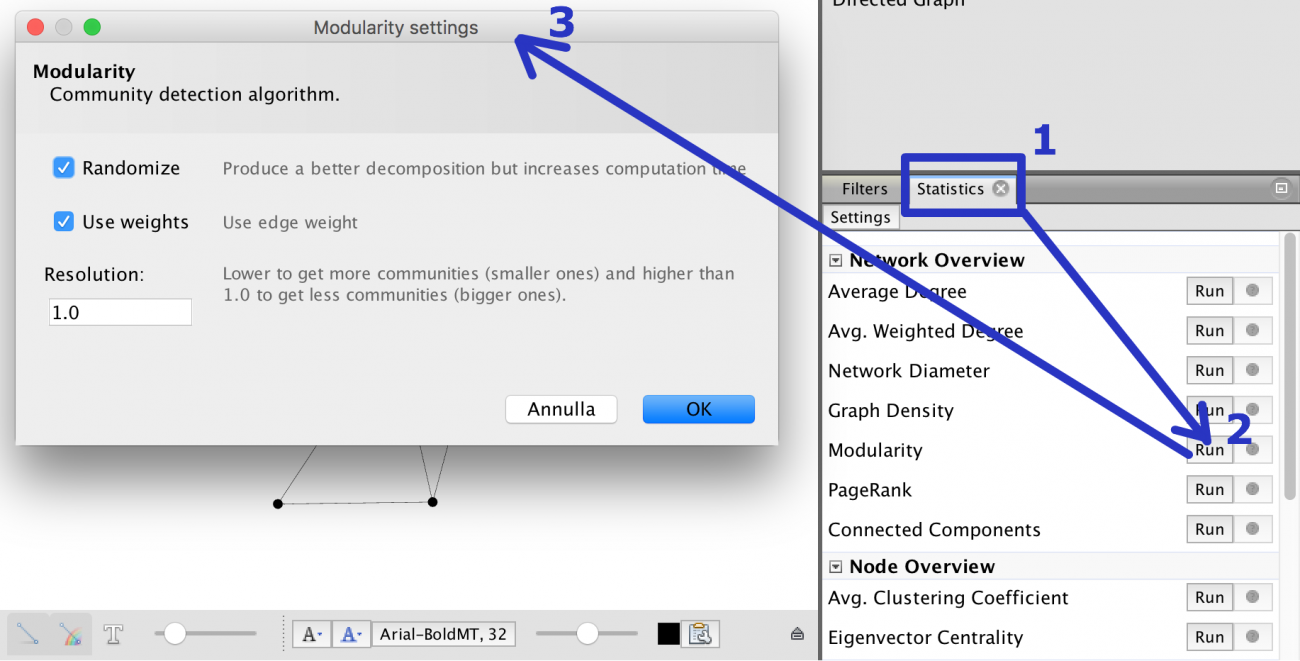 Modularity settings
3
Modularity
Community detection algorithm.
Randomize
Produce a better decomposition but increases computation time
Use weights
Use edge weight
Resolution:
Lower to get more communities (smaller ones) and higher than
1.0 to get less communities (bigger ones).
1.0
Annulla
OK
Directed Graph
1
Filters
Statistics
Settings
Network Overview
Average Degree
Run
Avg. Weighted Degree
Run
Network Diameter
Run
Graph Density
Run
2
Modularity
Run
PageRank
Run
Connected Components
Run
Node Overview
Avg. Clustering Coefficient
Run
Eigenvector Centrality
Run
T
A
A
Arial-BoldMT, 32